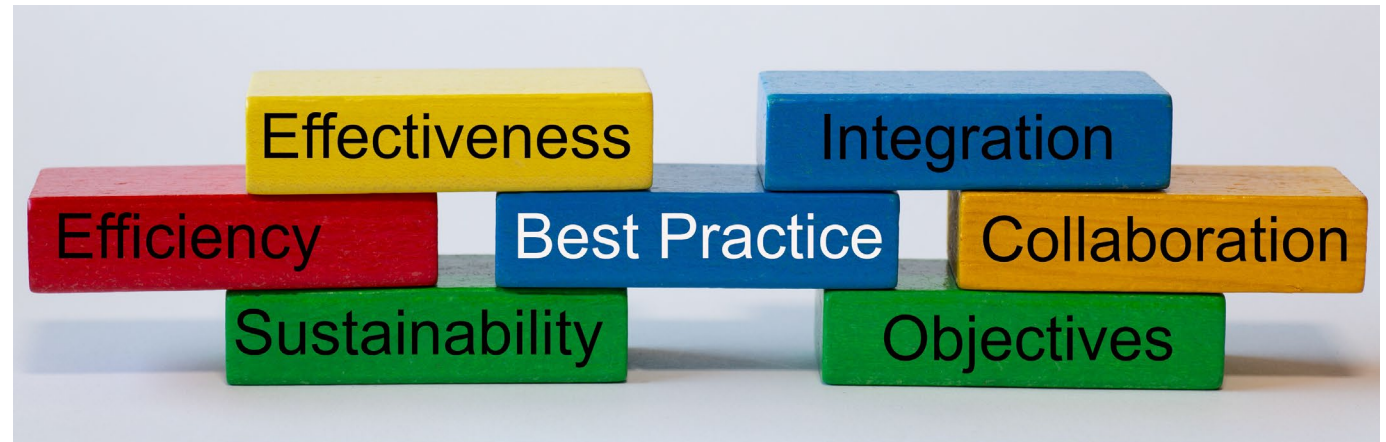 Effectiveness Integration
Efficiency Best Practice Collaboration
Sustainability Objectives